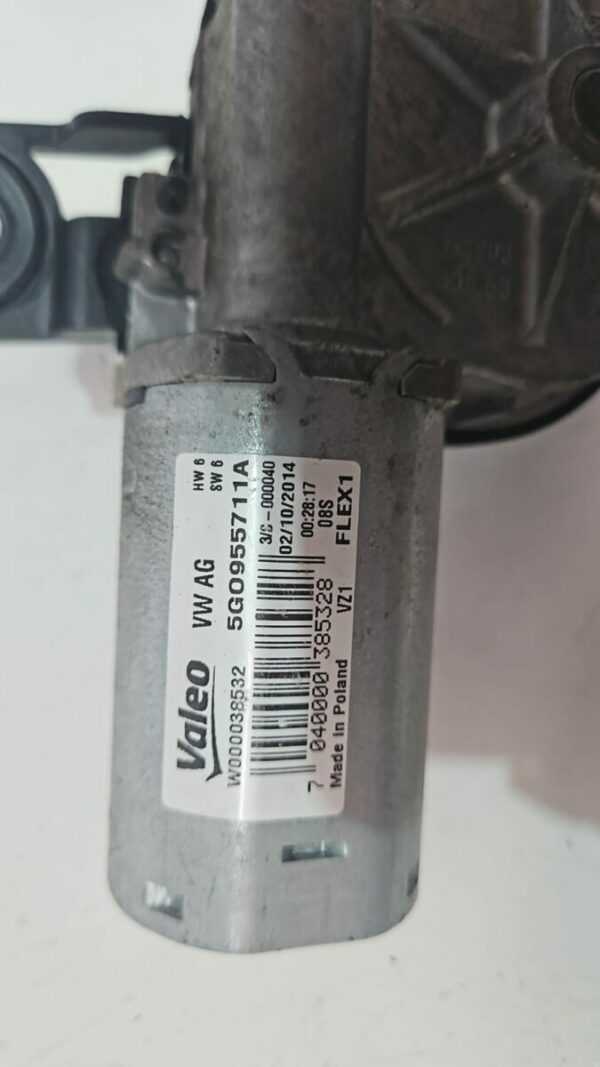 HW 6
SW 6
VW AG
5G0955711A
3/S-000040
02/10/2014
00:28:17
08S
FLEX1
Valeo
W000038532
7 040000 385328
VZ1
Made in Poland